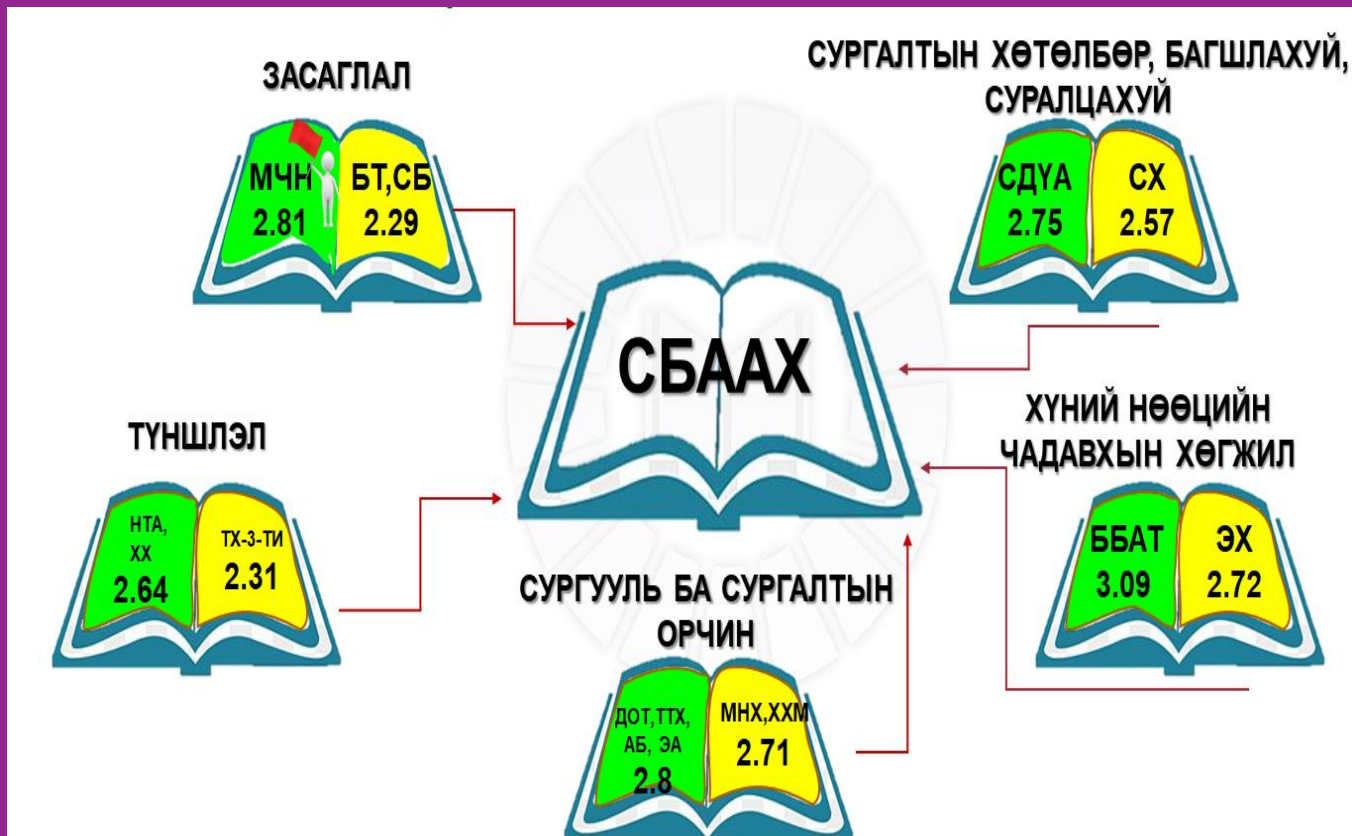 ЗАСАГЛАЛ
МЧН
2.81
БТ,СБ
2.29
СУРГАЛТЫН ХӨТӨЛБӨР, БАГШЛАХУЙ,
СУРАЛЦАХУЙ
СДҮА
2.75
СХ
2.57
СБААХ
ТҮНШЛЭЛ
НТА,
ХХ
2.64
ТХ-3-ТИ
2.31
ХҮНИЙ НӨӨЦИЙН
ЧАДАВХЫН ХӨГЖИЛ
ББАТ
3.09
ЭХ
2.72
СУРГУУЛЬ БА СУРГАЛТЫН
ОРЧИН
ДОТ,ТТХ,
АБ, ЭА
2.8
МНХ,ХХМ
2.71